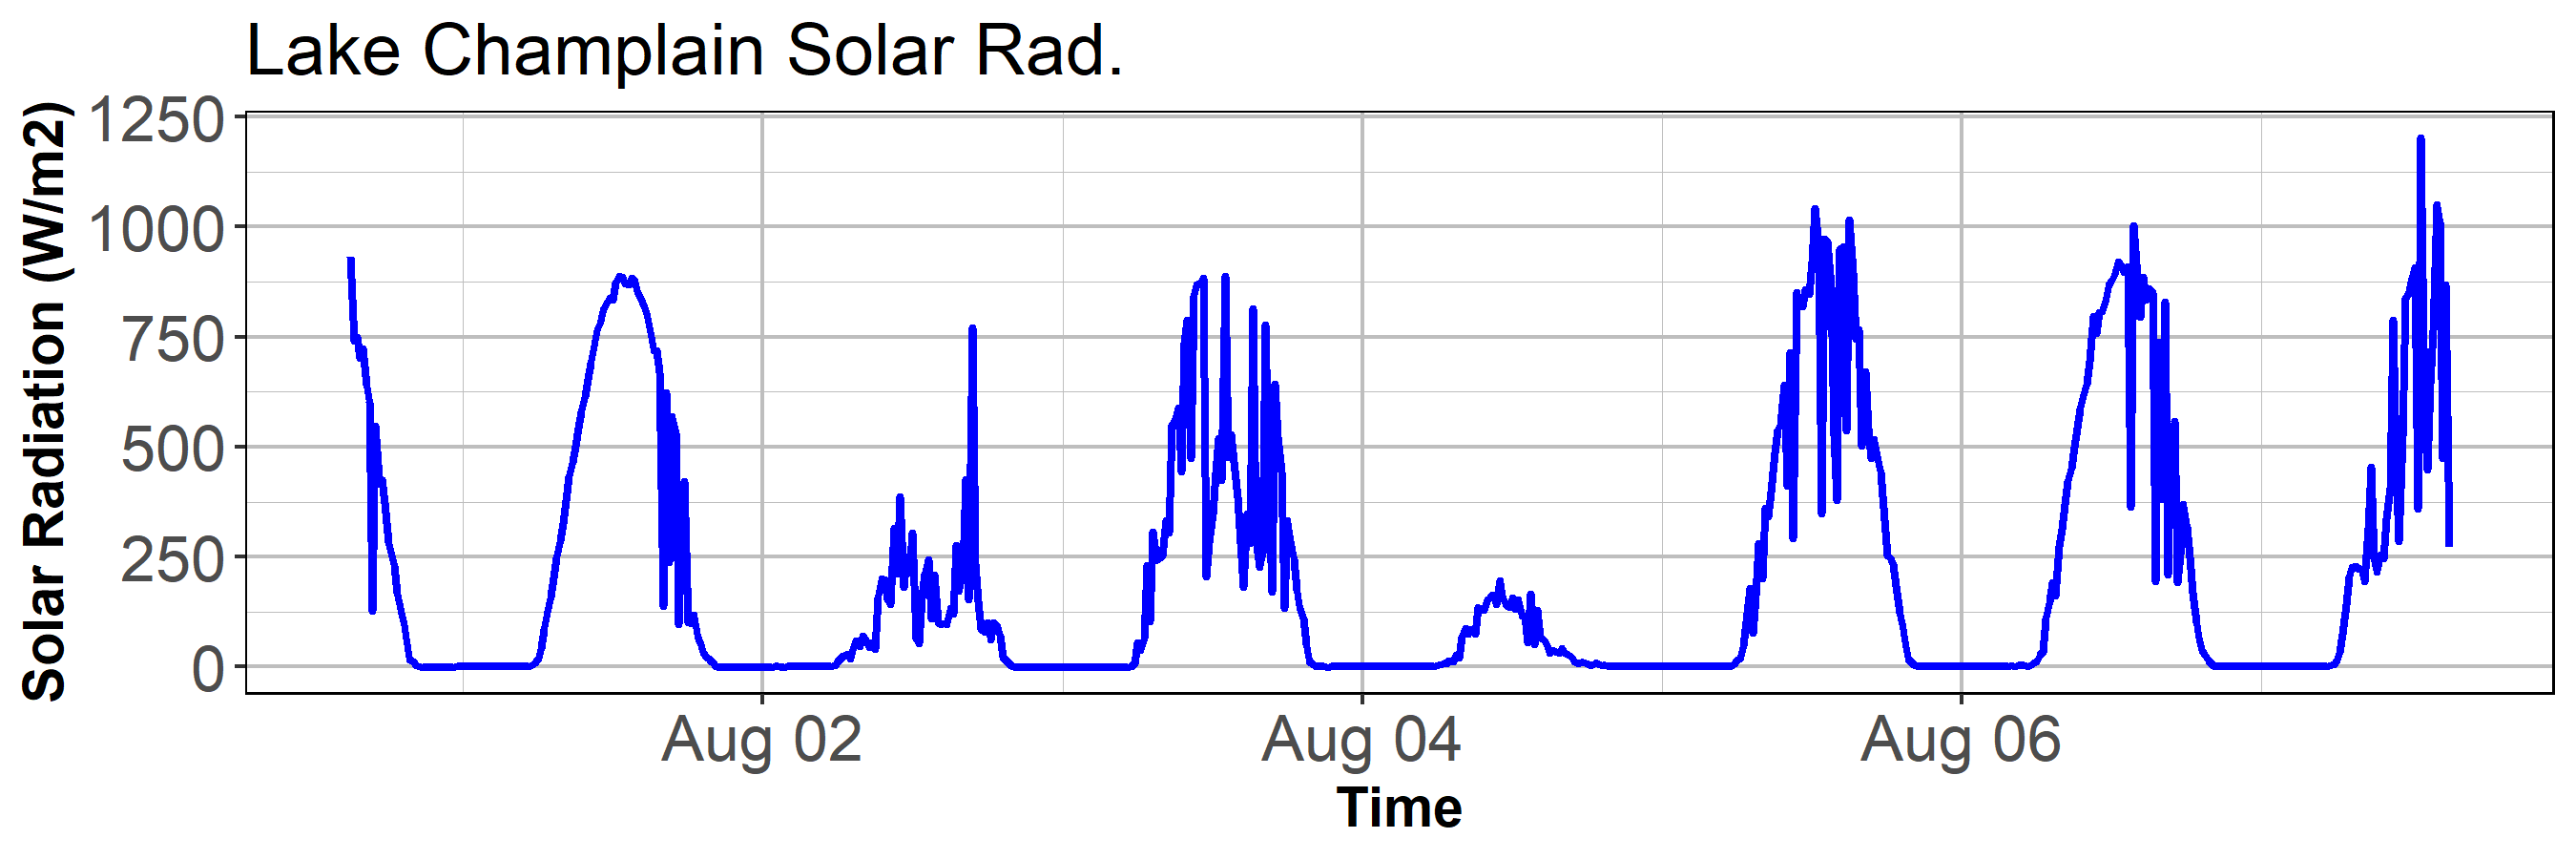 Lake Champlain Solar Rad.
Solar Radiation (W/m2)
1250
1000
750
500
250
0
Aug 02
Aug 04
Aug 06
Time